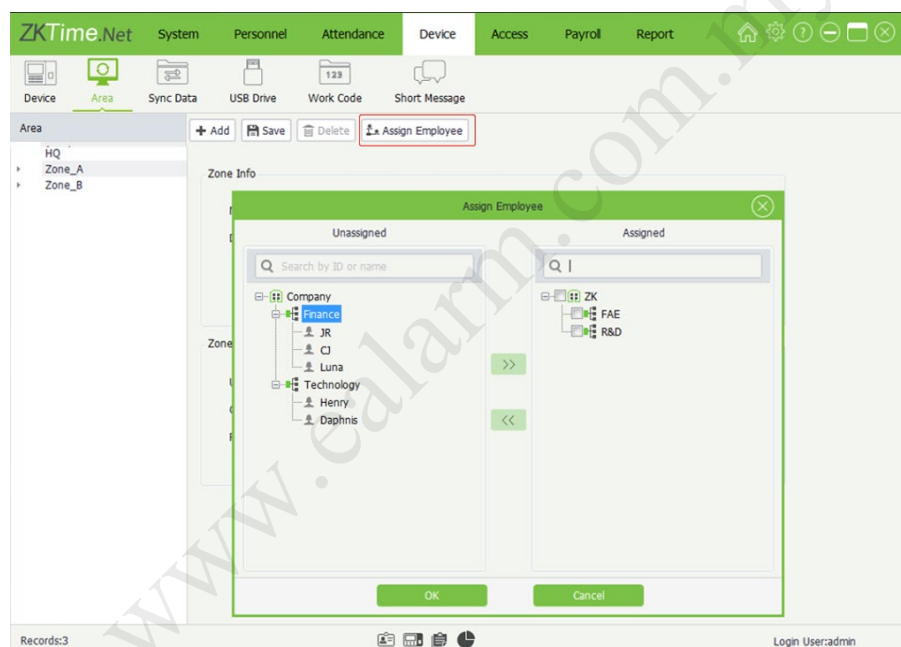 ZKTime.Net System Personnel Attendance Device Access Payroll Report
123
Device Area Sync Data USB Drive Work Code Short Message
Area
Add Save Delete Assign Employee
HQ
Zone_A
Zone_B
Zone Info
Assign Employee
Unassigned Assigned
Search by ID or name
Company
Finance
JR
CJ
Luna
Technology
Henry
Daphnis
ZK
FAE
R&D
Zone
>>
<<
OK Cancel
Records:3 Login User:admin
www.ealarm.com.my